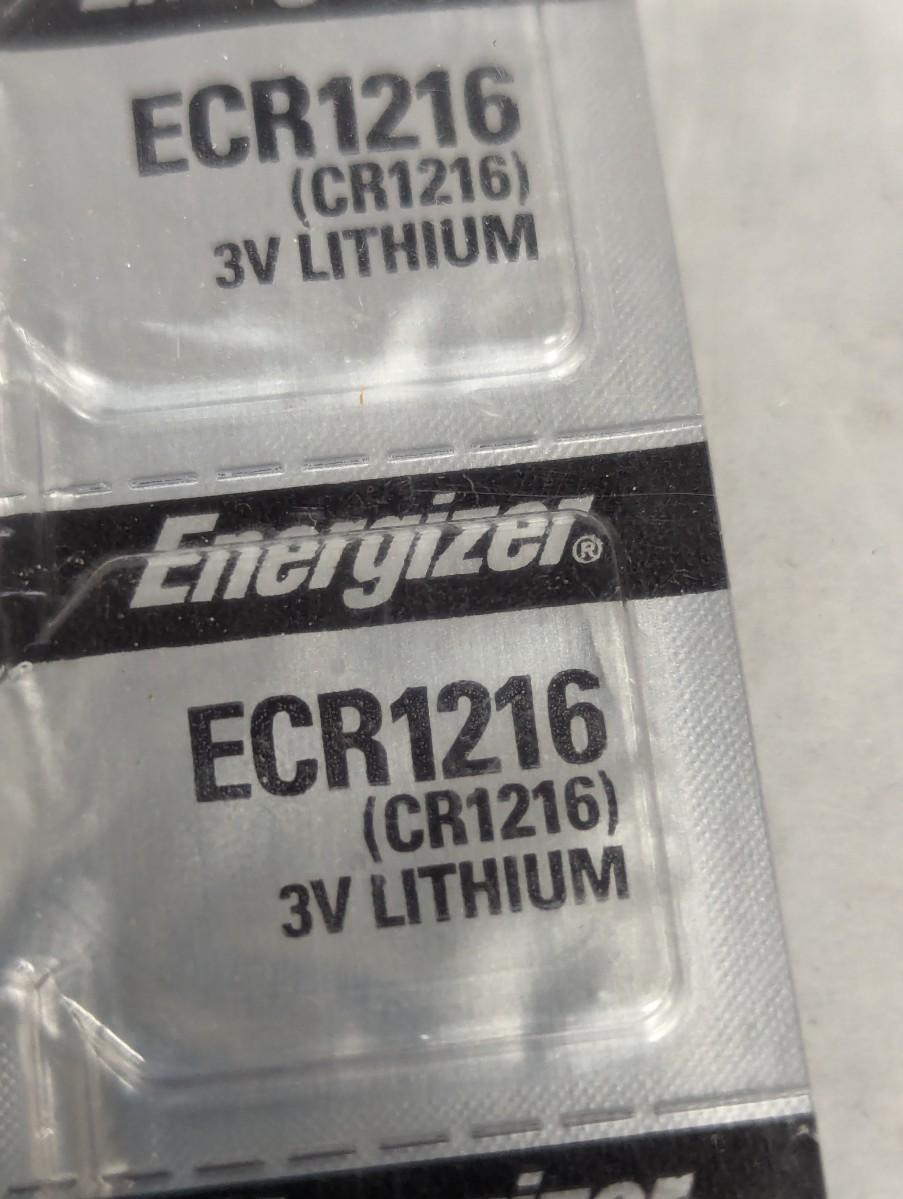 ECR1216
(CR1216)
3V LITHIUM
Energizer®
ECR1216
(CR1216)
3V LITHIUM